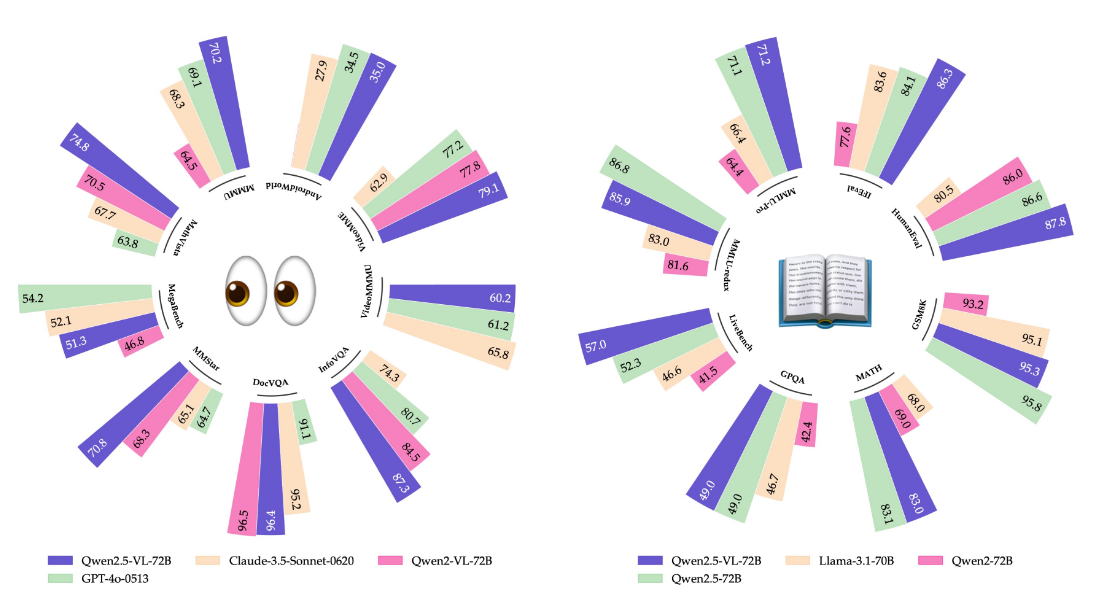 70.2
69.1
68.3
64.5
MMMU
27.9
34.5
35.0
AndroidWorld
77.2
77.8
79.1
62.9
VideoMME
60.2
61.2
65.8
VideoMMMU
74.3
80.7
84.5
87.3
InfoVQA
91.1
95.2
96.4
96.5
DocVQA
64.7
65.1
68.3
70.8
MMStar
46.8
51.3
52.1
54.2
MegaBench
63.8
67.7
70.5
74.8
MathVista
Qwen2.5-VL-72B
Claude-3.5-Sonnet-0620
Qwen2-VL-72B
GPT-4o-0513
71.2
71.1
66.4
64.4
MMLU-Pro
77.6
83.6
84.1
86.3
IFEval
80.5
86.0
86.6
87.8
HumanEval
93.2
95.1
95.3
95.8
GSM8K
68.0
69.0
83.0
83.1
MATH
42.4
46.7
49.0
49.0
GPQA
41.5
46.6
52.3
57.0
LiveBench
81.6
83.0
85.9
86.8
MMLU-redux
Qwen2.5-VL-72B
Llama-3.1-70B
Qwen2-72B
Qwen2.5-72B